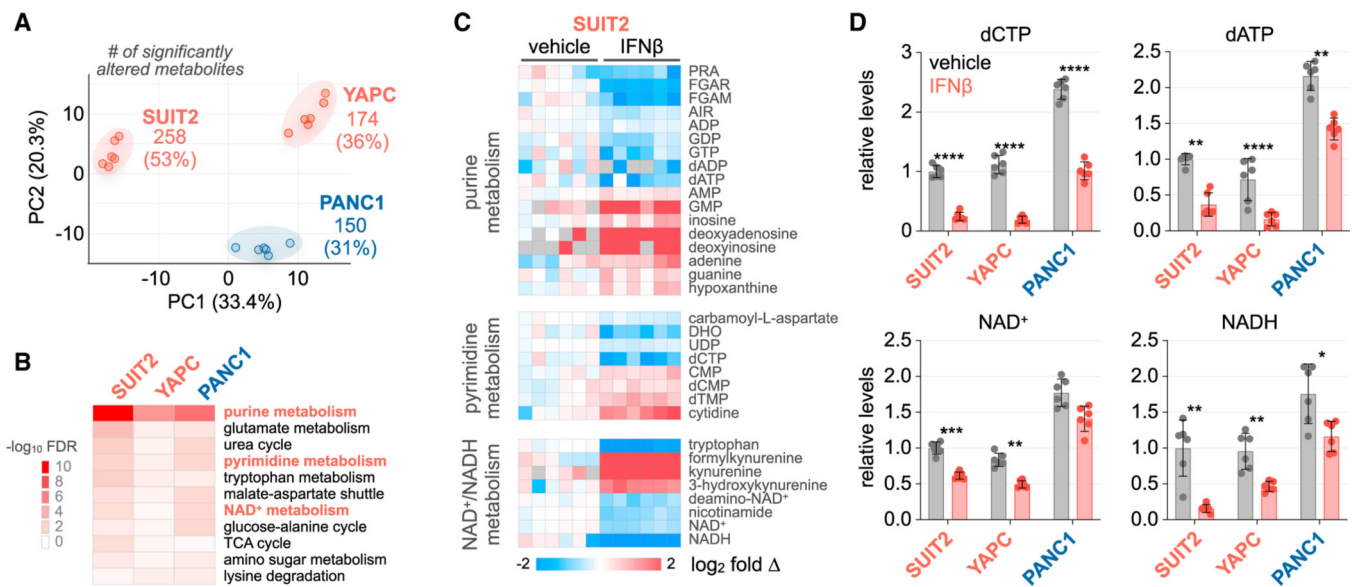 A
# of significantly
altered metabolites
PC2 (20.3%)
10
0
-10
SUIT2
258
(53%)
YAPC
174
(36%)
PANC1
150
(31%)
-10
0
10
PC1 (33.4%)
B
SUIT2
YAPC
PANC1
-log10 FDR
10
8
6
4
2
0
purine metabolism
glutamate metabolism
urea cycle
pyrimidine metabolism
tryptophan metabolism
malate-aspartate shuttle
NAD⁺ metabolism
glucose-alanine cycle
TCA cycle
amino sugar metabolism
lysine degradation
C
SUIT2
vehicle
IFNβ
purine
metabolism
PRA
FGAR
FGAM
AIR
ADP
GDP
GTP
dADP
dATP
AMP
GMP
inosine
deoxyadenosine
deoxyinosine
adenine
guanine
hypoxanthine
pyrimidine
metabolism
carbamoyl-L-aspartate
DHO
UDP
dCTP
CMP
dCMP
dTMP
cytidine
NAD⁺/NADH
metabolism
tryptophan
formylkynurenine
kynurenine
3-hydroxykynurenine
deamino-NAD⁺
nicotinamide
NAD⁺
NADH
-2
2
log2 fold Δ
D
dCTP
vehicle
IFNβ
relative levels
3
2
1
0
****
****
****
SUIT2
YAPC
PANC1
dATP
2.5
2.0
1.5
1.0
0.5
0
**
****
**
SUIT2
YAPC
PANC1
NAD⁺
relative levels
2.5
2.0
1.5
1.0
0.5
0
***
**
SUIT2
YAPC
PANC1
NADH
2.5
2.0
1.5
1.0
0.5
0
**
**
*
SUIT2
YAPC
PANC1